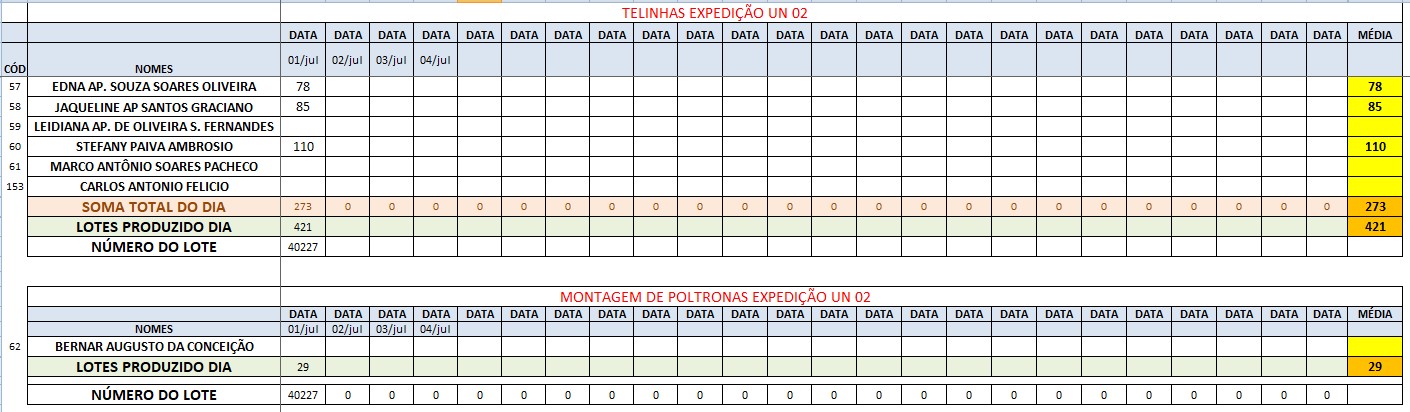 TELINHAS EXPEDIÇÃO UN 02
DATA DATA DATA DATA DATA DATA DATA DATA DATA DATA DATA DATA DATA DATA DATA DATA DATA DATA DATA DATA DATA DATA DATA DATA MÉDIA
CÓD NOMES 01/jul 02/jul 03/jul 04/jul
57 EDNA AP. SOUZA SOARES OLIVEIRA 78 78
58 JAQUELINE AP SANTOS GRACIANO 85 85
59 LEIDIANA AP. DE OLIVEIRA S. FERNANDES
60 STEFANY PAIVA AMBROSIO 110 110
61 MARCO ANTÔNIO SOARES PACHECO
153 CARLOS ANTONIO FELICIO
SOMA TOTAL DO DIA 273 0 0 0 0 0 0 0 0 0 0 0 0 0 0 0 0 0 0 0 0 0 0 0 273
LOTES PRODUZIDO DIA 421 421
NÚMERO DO LOTE 40227
MONTAGEM DE POLTRONAS EXPEDIÇÃO UN 02
DATA DATA DATA DATA DATA DATA DATA DATA DATA DATA DATA DATA DATA DATA DATA DATA DATA DATA DATA DATA DATA DATA DATA DATA MÉDIA
NOMES 01/jul 02/jul 03/jul 04/jul
62 BERNAR AUGUSTO DA CONCEIÇÃO
LOTES PRODUZIDO DIA 29 29
NÚMERO DO LOTE 40227 0 0 0 0 0 0 0 0 0 0 0 0 0 0 0 0 0 0 0 0 0 0 0